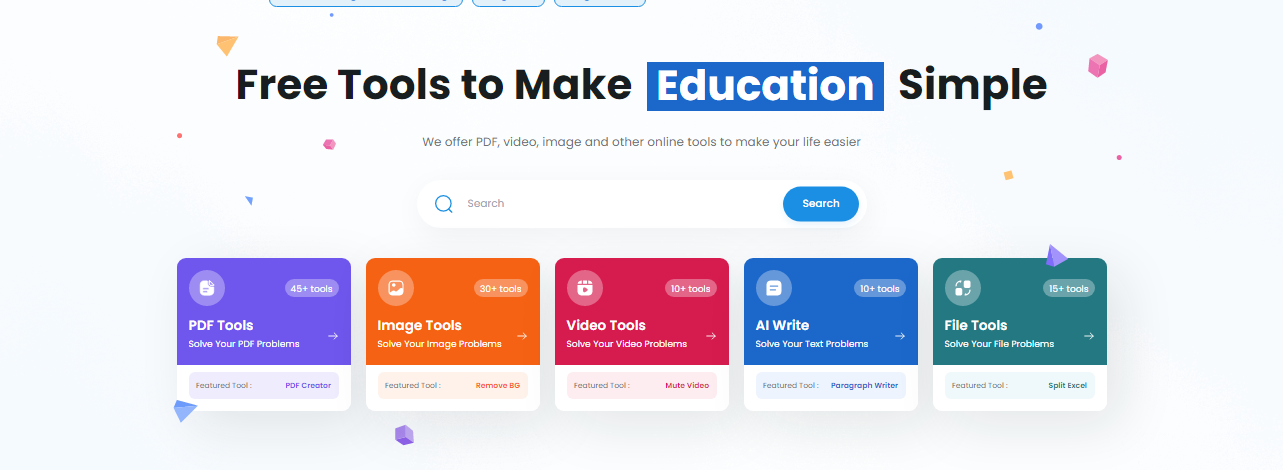 Free Tools to Make Education Simple
We offer PDF, video, image and other online tools to make your life easier
Search
Search
45+ tools
PDF Tools
Solve Your PDF Problems
Featured Tool :
PDF Creator
30+ tools
Image Tools
Solve Your Image Problems
Featured Tool :
Remove BG
10+ tools
Video Tools
Solve Your Video Problems
Featured Tool :
Mute Video
10+ tools
AI Write
Solve Your Text Problems
Featured Tool :
Paragraph Writer
15+ tools
File Tools
Solve Your File Problems
Featured Tool :
Split Excel